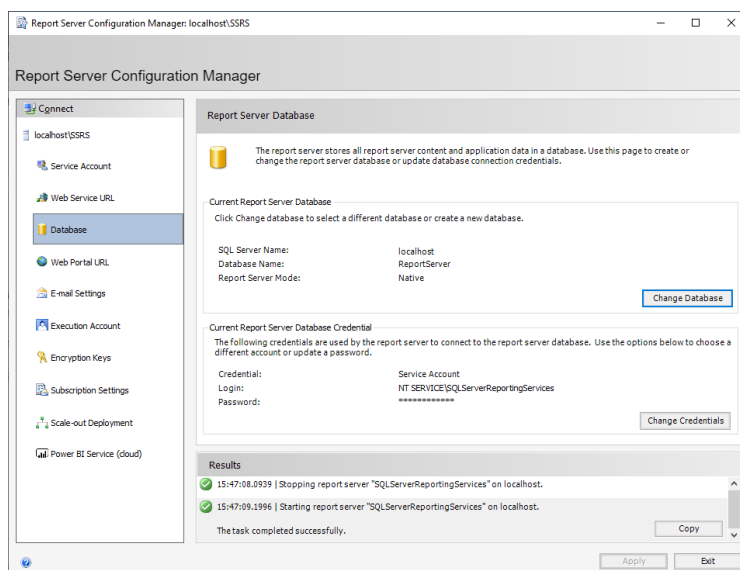 Report Server Configuration Manager: localhost\SSRS
Report Server Configuration Manager
Connect
localhost\SSRS
Service Account
Web Service URL
Database
Web Portal URL
E-mail Settings
Execution Account
Encryption Keys
Subscription Settings
Scale-out Deployment
Power BI Service (cloud)
Report Server Database
The report server stores all report server content and application data in a database. Use this page to create or
change the report server database or update database connection credentials.
Current Report Server Database
Click Change database to select a different database or create a new database.
SQL Server Name: localhost
Database Name: ReportServer
Report Server Mode: Native
Change Database
Current Report Server Database Credential
The following credentials are used by the report server to connect to the report server database. Use the options below to choose a
different account or update a password.
Credential: Service Account
Login: NT SERVICE\SQLServerReportingServices
Password: ************
Change Credentials
Results
15:47:08.0939 | Stopping report server "SQLServerReportingServices" on localhost.
15:47:09.1996 | Starting report server "SQLServerReportingServices" on localhost.
The task completed successfully.
Copy
Apply
Exit